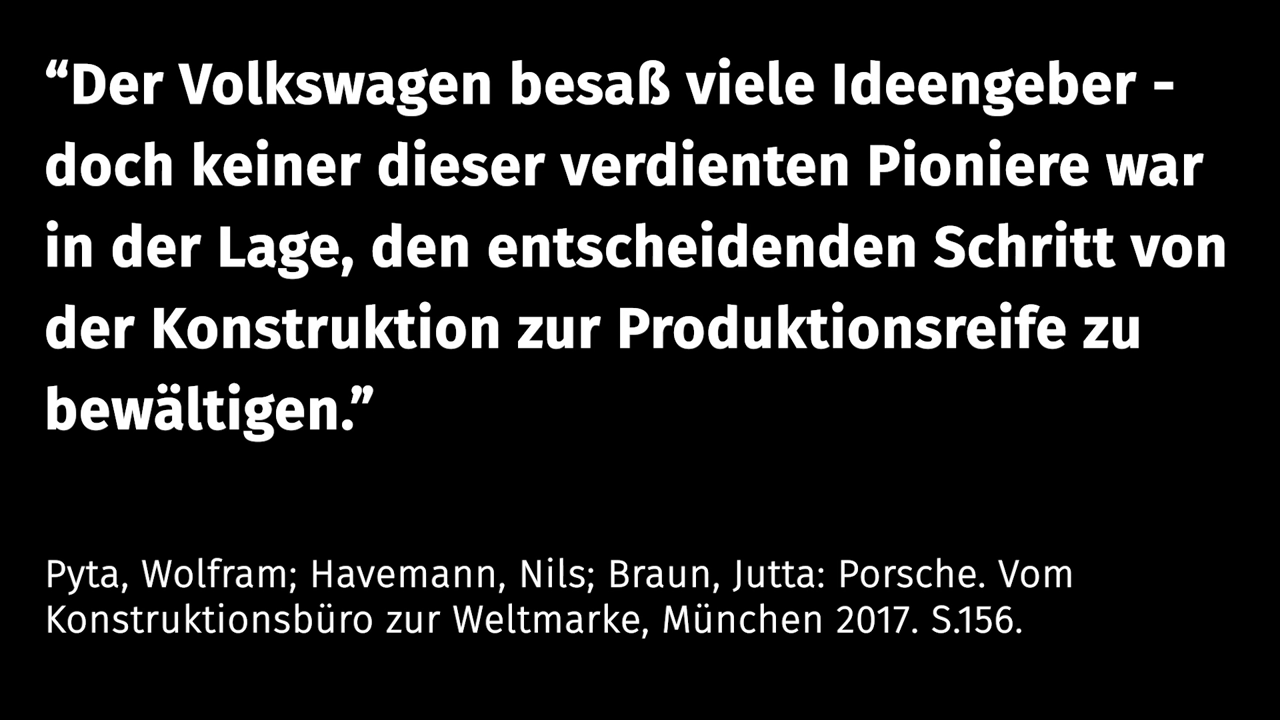 “Der Volkswagen besaß viele Ideengeber -
doch keiner dieser verdienten Pioniere war
in der Lage, den entscheidenden Schritt von
der Konstruktion zur Produktionsreife zu
bewältigen.”
Pyta, Wolfram; Havemann, Nils; Braun, Jutta: Porsche. Vom
Konstruktionsbüro zur Weltmarke, München 2017. S.156.